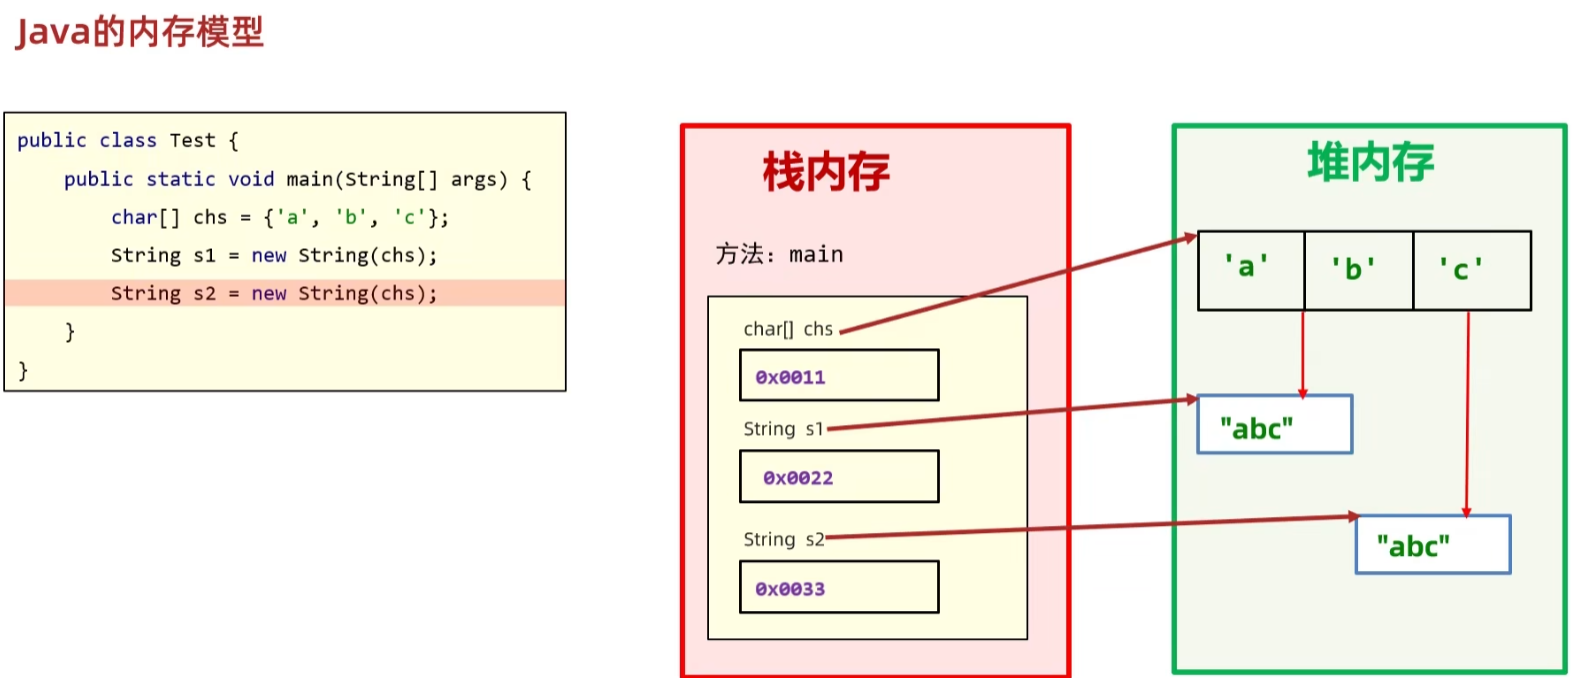 Java的内存模型
public class Test {
    public static void main(String[] args) {
        char[] chs = {'a', 'b', 'c'};
        String s1 = new String(chs);
        String s2 = new String(chs);
    }
}
栈内存
方法：main
char[] chs
0x0011
String s1
0x0022
String s2
0x0033
堆内存
'a' 'b' 'c'
"abc"
"abc"